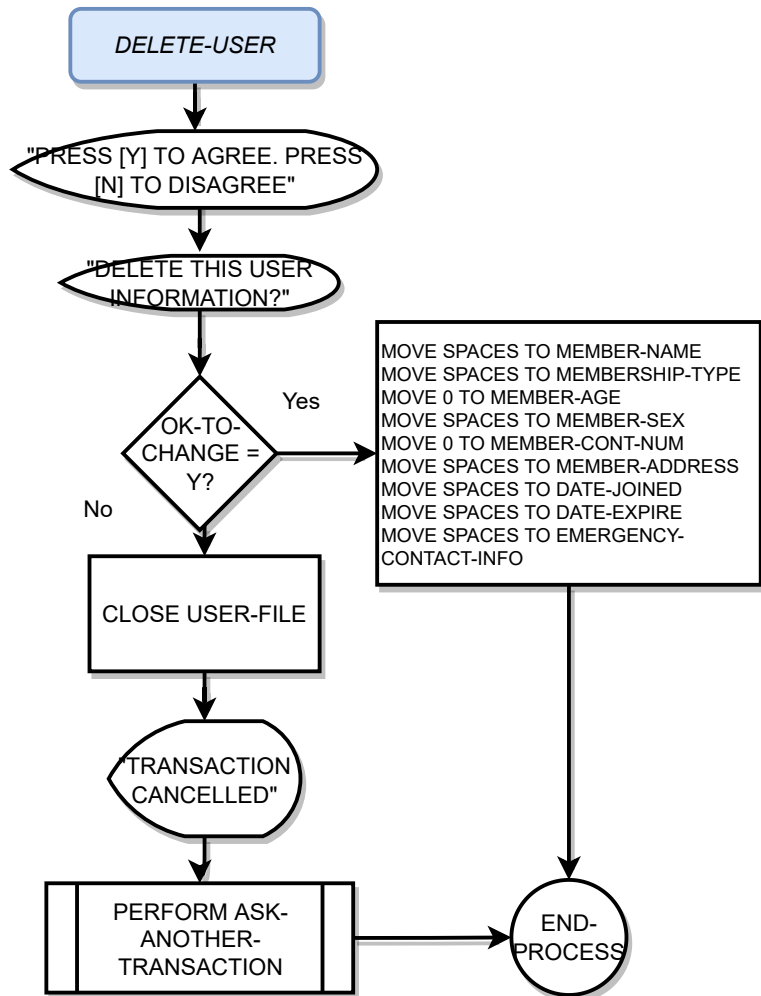 DELETE-USER
"PRESS [Y] TO AGREE. PRESS
[N] TO DISAGREE"
"DELETE THIS USER
INFORMATION?"
OK-TO-
CHANGE =
Y?
Yes
MOVE SPACES TO MEMBER-NAME
MOVE SPACES TO MEMBERSHIP-TYPE
MOVE 0 TO MEMBER-AGE
MOVE SPACES TO MEMBER-SEX
MOVE 0 TO MEMBER-CONT-NUM
MOVE SPACES TO MEMBER-ADDRESS
MOVE SPACES TO DATE-JOINED
MOVE SPACES TO DATE-EXPIRE
MOVE SPACES TO EMERGENCY-
CONTACT-INFO
No
CLOSE USER-FILE
"TRANSACTION
CANCELLED"
PERFORM ASK-
ANOTHER-
TRANSACTION
END-
PROCESS